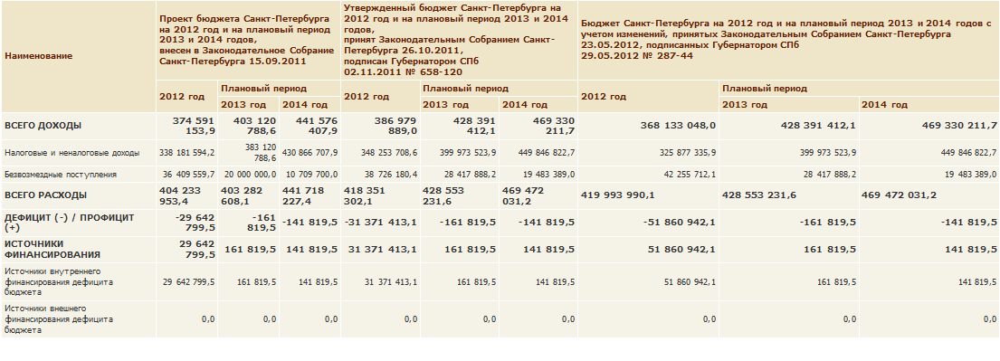 Наименование
Проект бюджета Санкт-Петербурга
на 2012 год и на плановый период
2013 и 2014 годов,
внесен в Законодательное Собрание
Санкт-Петербурга 15.09.2011
Утвержденный бюджет Санкт-Петербурга на
2012 год и на плановый период 2013 и 2014
годов,
принят Законодательным Собранием Санкт-
Петербурга 26.10.2011,
подписан Губернатором СПб
02.11.2011 № 658-120
Бюджет Санкт-Петербурга на 2012 год и на плановый период 2013 и 2014 годов с
учетом изменений, принятых Законодательным Собранием Санкт-Петербурга
23.05.2012, подписанных Губернатором СПб
29.05.2012 № 287-44
2012 год
Плановый период
2013 год 2014 год
2012 год
Плановый период
2013 год 2014 год
2012 год
Плановый период
2013 год 2014 год
ВСЕГО ДОХОДЫ
374 591
153,9
403 120
788,6
441 576
407,9
386 979
889,0
428 391
412,1
469 330
211,7
368 133 048,0
428 391 412,1
469 330 211,7
Налоговые и неналоговые доходы
338 181 594,2
383 120
788,6
430 866 707,9
348 253 708,6
399 973 523,9
449 846 822,7
325 877 335,9
399 973 523,9
449 846 822,7
Безвозмездные поступления
36 409 559,7
20 000 000,0
10 709 700,0
38 726 180,4
28 417 888,2
19 483 389,0
42 255 712,1
28 417 888,2
19 483 389,0
ВСЕГО РАСХОДЫ
404 233
953,4
403 282
608,1
441 718
227,4
418 351
302,1
428 553
231,6
469 472
031,2
419 993 990,1
428 553 231,6
469 472 031,2
ДЕФИЦИТ (-) / ПРОФИЦИТ
(+)
-29 642
799,5
-161
819,5
-141 819,5
-31 371 413,1
-161 819,5
-141 819,5
-51 860 942,1
-161 819,5
-141 819,5
ИСТОЧНИКИ
ФИНАНСИРОВАНИЯ
29 642
799,5
161 819,5
141 819,5
31 371 413,1
161 819,5
141 819,5
51 860 942,1
161 819,5
141 819,5
Источники внутреннего
финансирования дефицита
бюджета
29 642 799,5
161 819,5
141 819,5
31 371 413,1
161 819,5
141 819,5
51 860 942,1
161 819,5
141 819,5
Источники внешнего
финансирования дефицита
бюджета
0,0
0,0
0,0
0,0
0,0
0,0
0,0
0,0
0,0